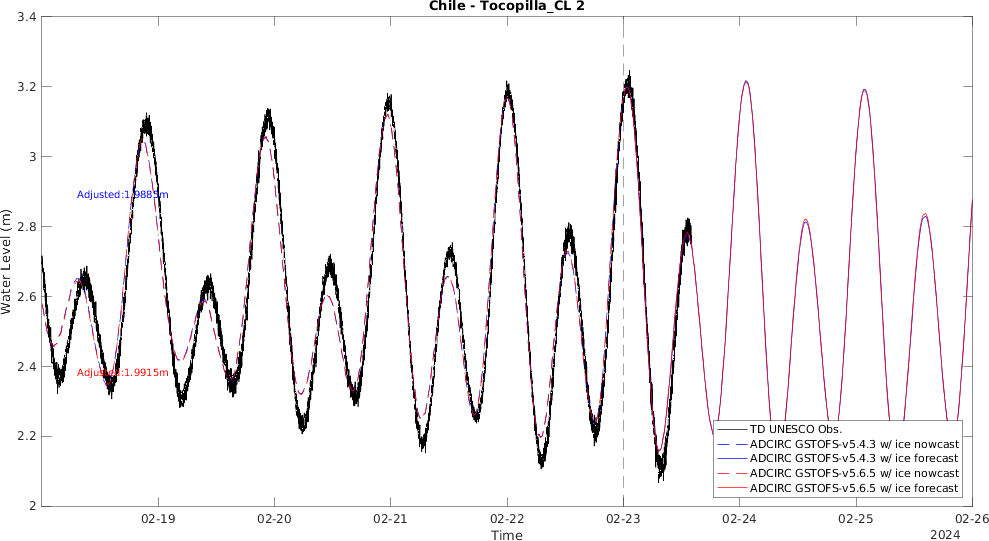 Chile - Tocopilla_CL 2
3.4
3.2
3
2.8
2.6
2.4
2.2
2
Water Level (m)
Adjusted:1.9885m
Adjusted:1.9915m
TD UNESCO Obs.
ADCIRC GSTOFS-v5.4.3 w/ ice nowcast
ADCIRC GSTOFS-v5.4.3 w/ ice forecast
ADCIRC GSTOFS-v5.6.5 w/ ice nowcast
ADCIRC GSTOFS-v5.6.5 w/ ice forecast
02-19 02-20 02-21 02-22 02-23 02-24 02-25 02-26
Time
2024